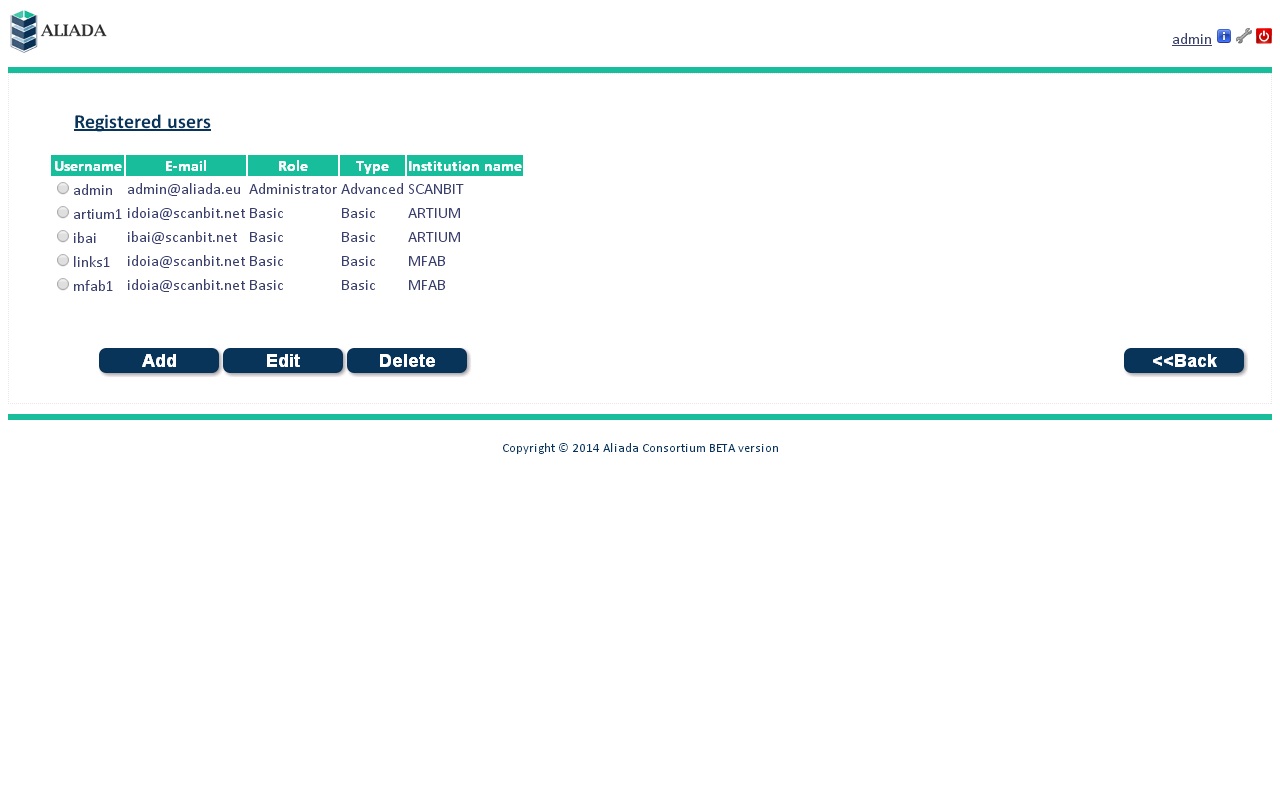 ALIADA
admin
Registered users
Username E-mail Role Type Institution name
admin admin@aliada.eu Administrator Advanced SCANBIT
artium1 idoia@scanbit.net Basic Basic ARTIUM
ibai ibai@scanbit.net Basic Basic ARTIUM
links1 idoia@scanbit.net Basic Basic MFAB
mfab1 idoia@scanbit.net Basic Basic MFAB
Add Edit Delete <<Back
Copyright © 2014 Aliada Consortium BETA version